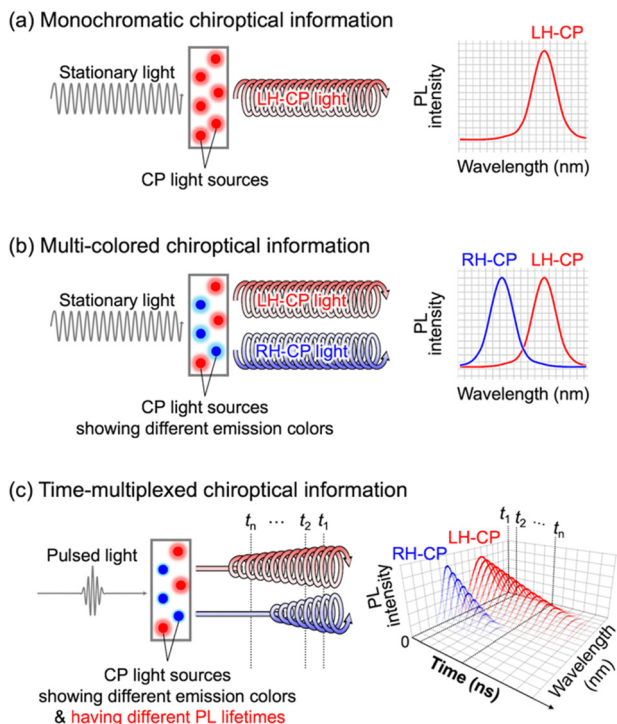 (a) Monochromatic chiroptical information
LH-CP
Stationary light
LH-CP light
PL
intensity
CP light sources
Wavelength (nm)
(b) Multi-colored chiroptical information
RH-CP LH-CP
Stationary light
LH-CP light
RH-CP light
PL
intensity
CP light sources
showing different emission colors
Wavelength (nm)
(c) Time-multiplexed chiroptical information
tn ··· t2 t1
t1 t2 ··· tn
Pulsed light
LH-CP
RH-CP
PL
intensity
0
Time (ns)
Wavelength
(nm)
CP light sources
showing different emission colors
& having different PL lifetimes